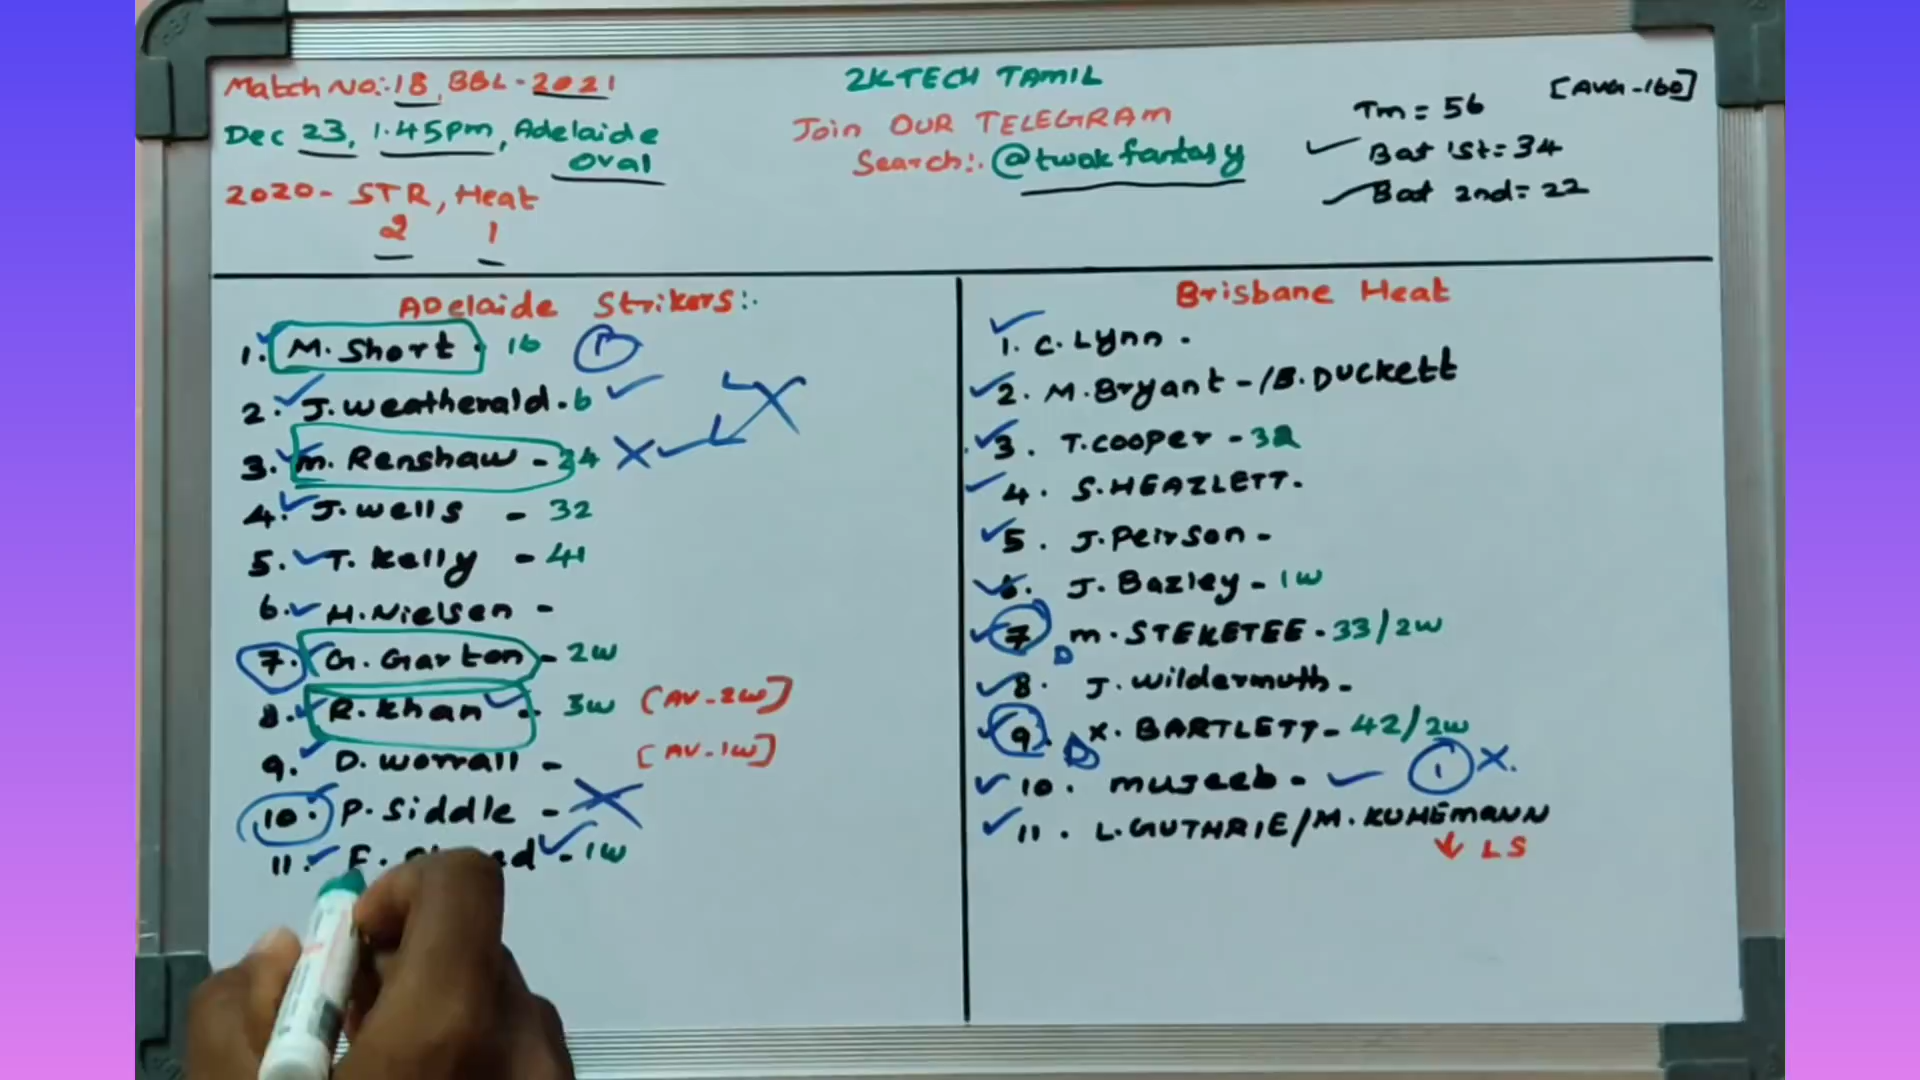 Match No:- 18, BBL - 2021
Dec 23, 1.45pm, Adelaide
Oval
2020 - STR, Heat
2 1
2KTECH TAMIL
Join OUR TELEGRAM
Search:- @twokfantasy
[AVG-160]
Tm = 56
Bat 1st = 34
Bat 2nd = 22
Adelaide Strikers:-
1. M. Short - 16
2. J. Weatherald - 6
3. M. Renshaw - 24
4. J. Wells - 32
5. T. Kelly - 41
6. H. Nielsen -
7. G. Garton - 2w
8. R. Khan - 3w [AV-2w]
9. D. Worrall - [AV-1w]
10. P. Siddle -
11. F. - 1w
Brisbane Heat
1. C. Lynn -
2. M. Bryant - / B. DUCKETT
3. T. COOPER - 32
4. S. HEAZLETT.
5. J. Peirson -
6. J. Bazley - 1w
7. M. STEKETEE - 33/2w
D
8. J. Wildermuth -
9. X. BARTLETT - 42/2w
D
10. Mujeeb - 1 X.
11. L. GUTHRIE / M. KUHEMANN
LS